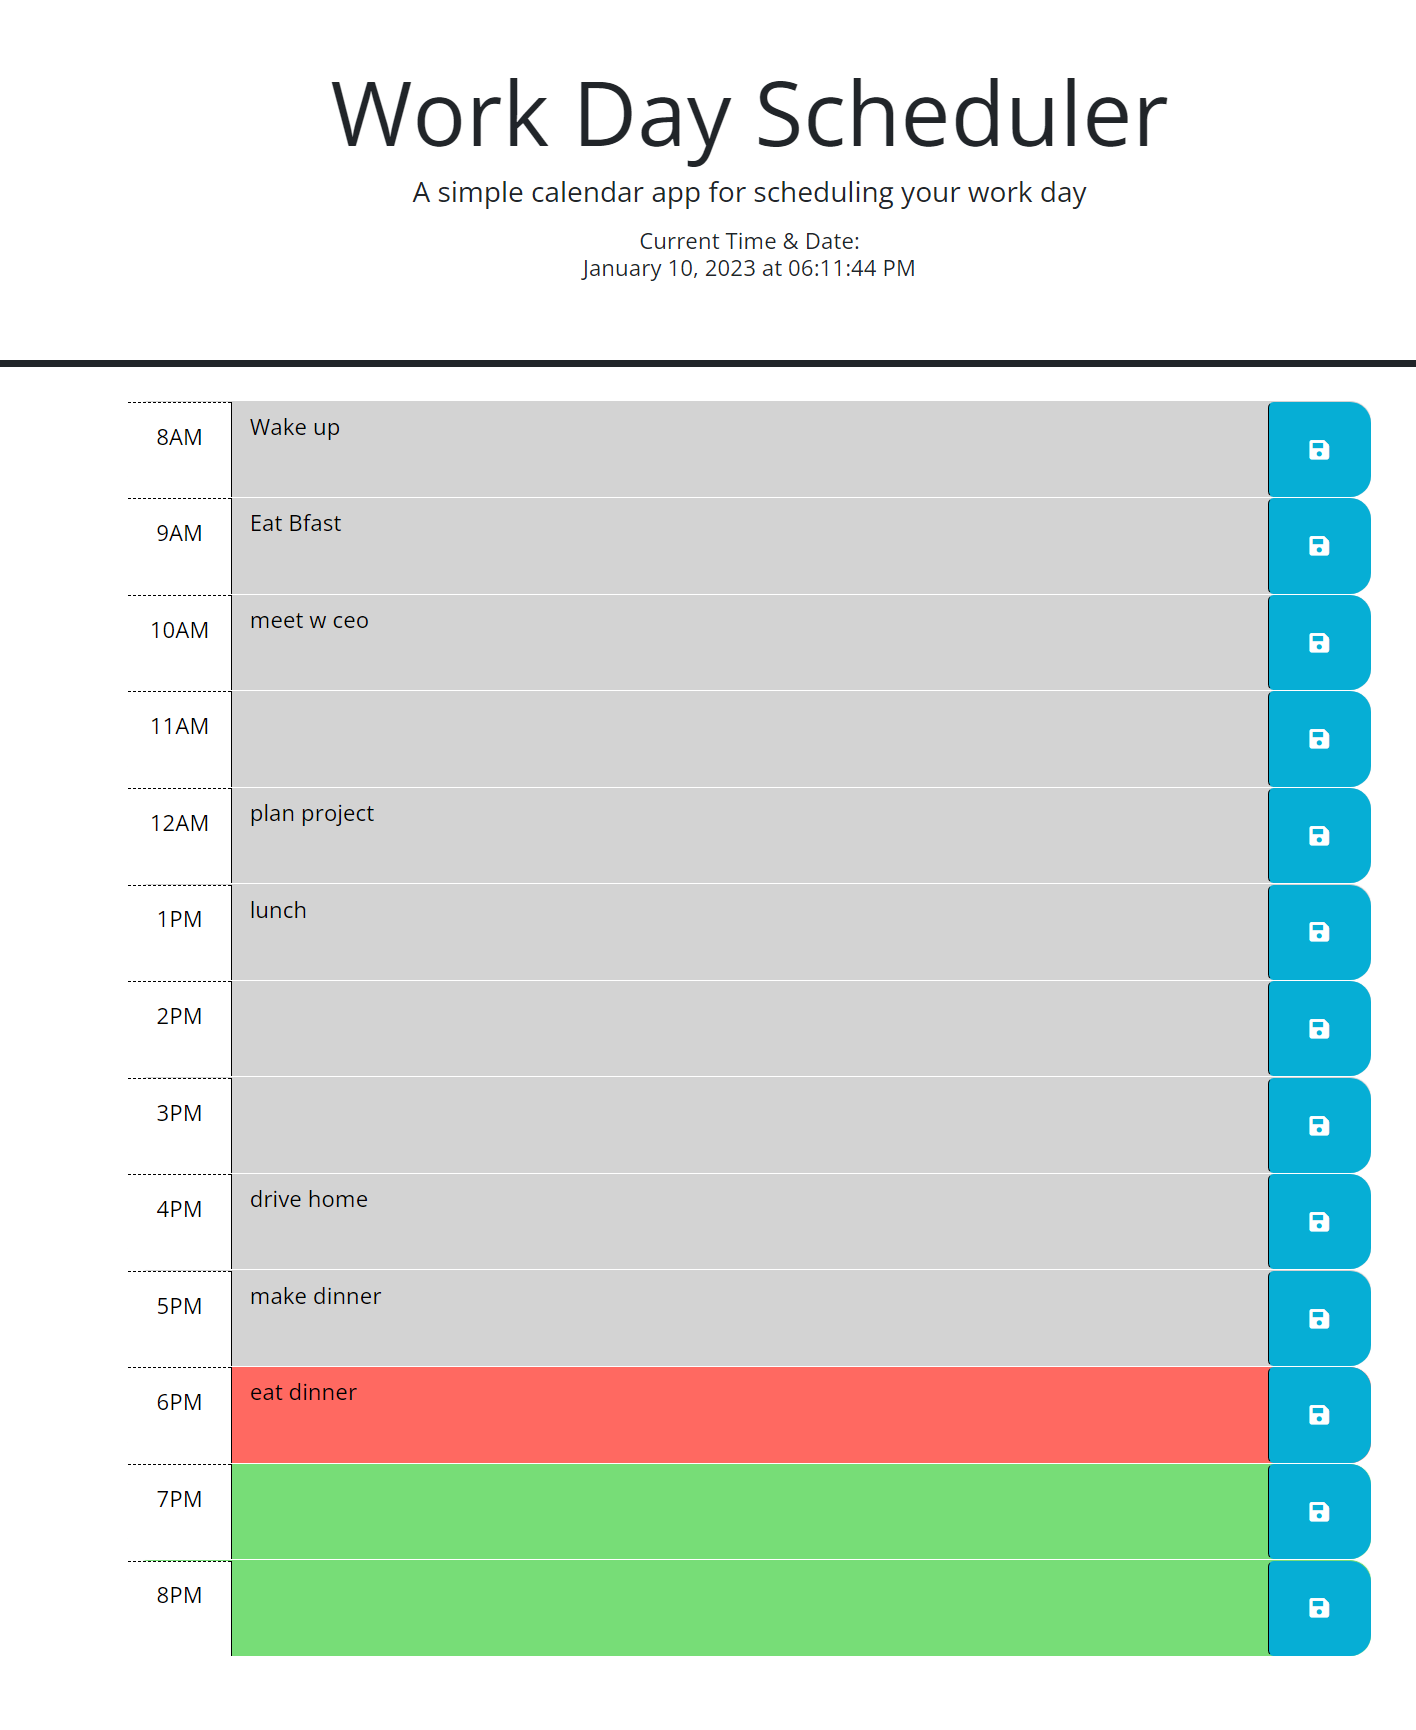 Work Day Scheduler
A simple calendar app for scheduling your work day
Current Time & Date:
January 10, 2023 at 06:11:44 PM
8AM Wake up
9AM Eat Bfast
10AM meet w ceo
11AM
12AM plan project
1PM lunch
2PM
3PM
4PM drive home
5PM make dinner
6PM eat dinner
7PM
8PM